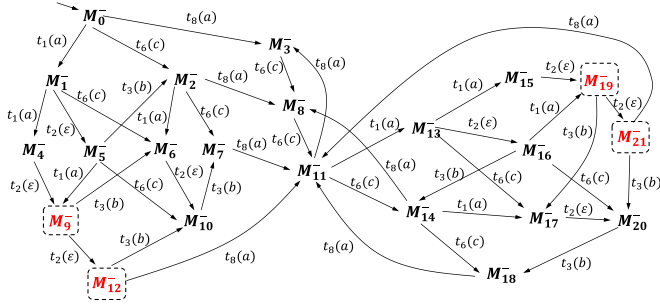 M₀⁻
t₈(a)
t₈(a)
t₁(a)
t₆(c)
M₃⁻
t₈(a)
M₁⁻
M₂⁻
t₃(b)
t₈(a)
t₆(c)
t₁(a)
M₁₅⁻
t₂(ε)
M₁₉⁻
t₂(ε)
t₁(a)
t₆(c)
t₂(ε)
t₁(a)
t₆(c)
M₈⁻
t₁(a)
M₁₃⁻
t₂(ε)
t₁(a)
t₃(b)
M₂₁⁻
M₄⁻
M₅⁻
M₆⁻
M₇⁻
t₈(a)
t₆(c)
M₁₆⁻
t₂(ε)
t₁(a)
t₆(c)
t₂(ε)
t₃(b)
M₁₁⁻
t₈(a)
t₃(b)
t₆(c)
t₆(c)
t₃(b)
M₉⁻
t₃(b)
M₁₀⁻
t₆(c)
M₁₄⁻
t₁(a)
M₁₇⁻
t₂(ε)
M₂₀⁻
t₂(ε)
t₃(b)
t₈(a)
t₈(a)
t₆(c)
t₃(b)
M₁₂⁻
M₁₈⁻